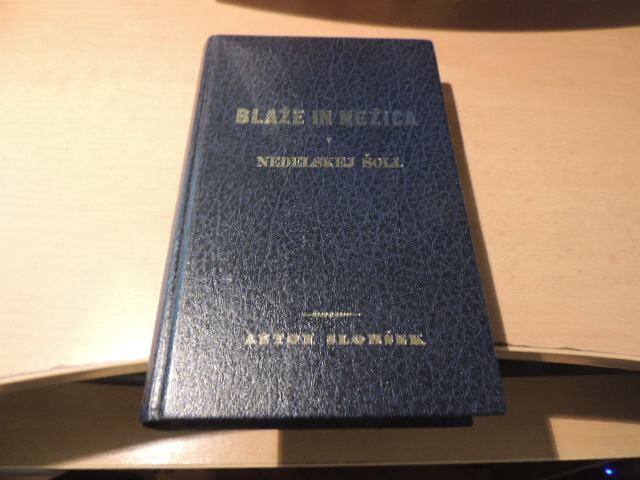 BLAŽE IN NEŽICA
V
NEDELSKEJ ŠOLI.
ANTON SLOMŠEK